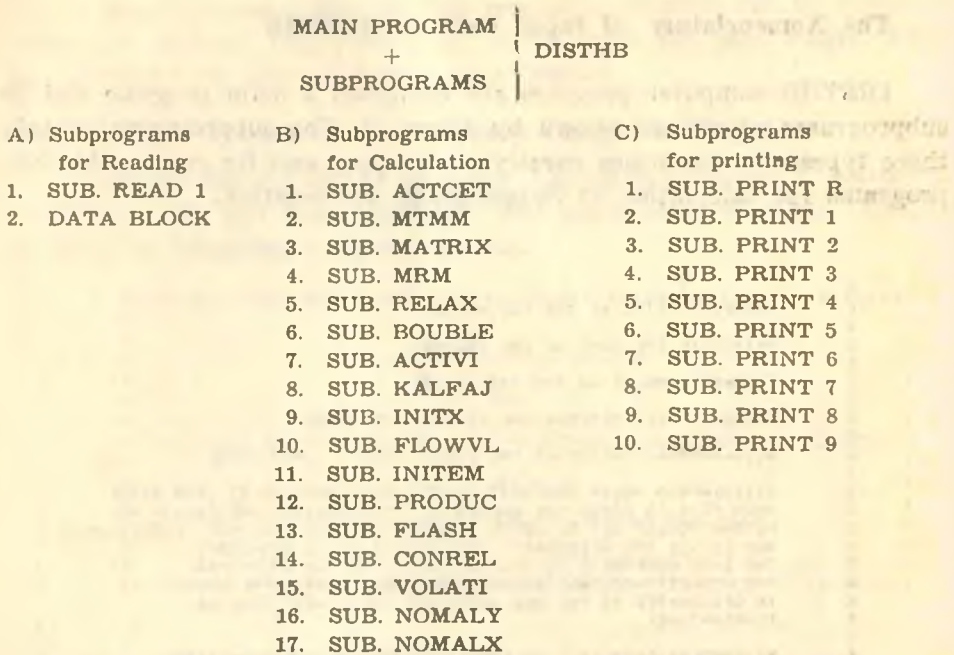 MAIN PROGRAM
+
SUBPROGRAMS
DISTHB
A) Subprograms
for Reading
1. SUB. READ 1
2. DATA BLOCK
B) Subprograms
for Calculation
1. SUB. ACTCET
2. SUB. MTMM
3. SUB. MATRIX
4. SUB. MRM
5. SUB. RELAX
6. SUB. BOUBLE
7. SUB. ACTIVI
8. SUB. KALFAJ
9. SUB. INITX
10. SUB. FLOWVL
11. SUB. INITEM
12. SUB. PRODUC
13. SUB. FLASH
14. SUB. CONREL
15. SUB. VOLATI
16. SUB. NOMALY
17. SUB. NOMALX
C) Subprograms
for printing
1. SUB. PRINT R
2. SUB. PRINT 1
3. SUB. PRINT 2
4. SUB. PRINT 3
5. SUB. PRINT 4
6. SUB. PRINT 5
7. SUB. PRINT 6
8. SUB. PRINT 7
9. SUB. PRINT 8
10. SUB. PRINT 9